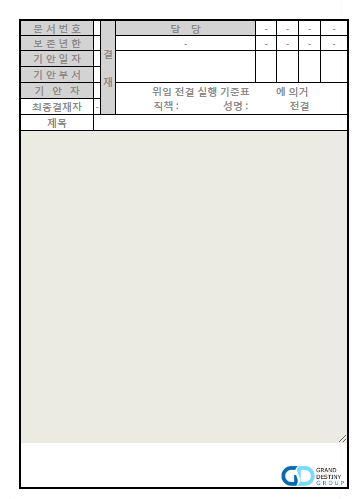 문서번호 담 당 - - - -
보존년한 - - - - -
기안일자
결
기안부서
재
기 안 자 위임 전결 실행 기준표 에 의거
최종결재자 - 직책 : 성명 : 전결
제목
GRAND
DESTINY
GROUP